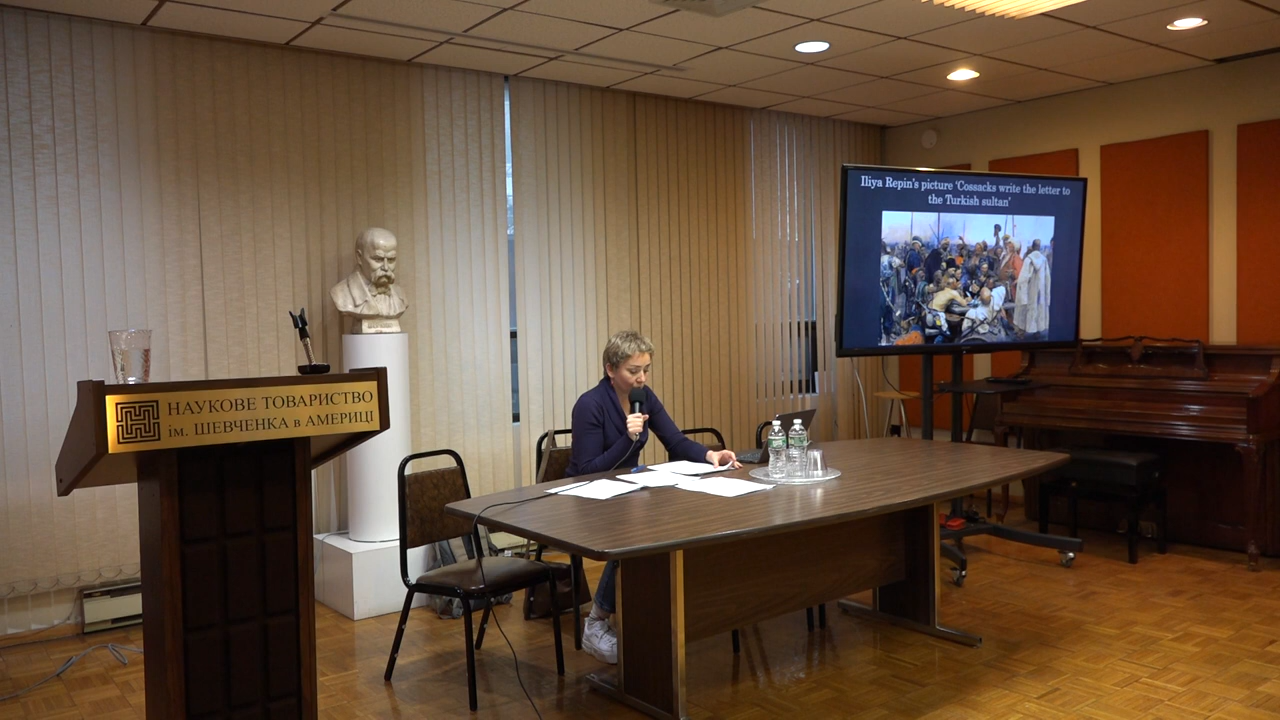 НАУКОВЕ ТОВАРИСТВО
ім. ШЕВЧЕНКА в АМЕРИЦІ
Iliya Repin's picture 'Cossacks write the letter to
the Turkish sultan'